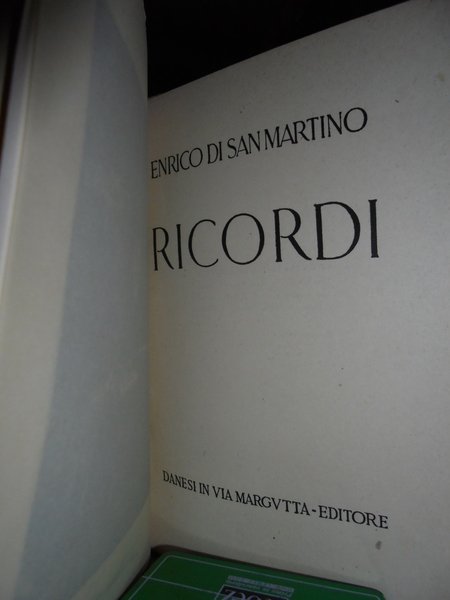 ENRICO DI SAN MARTINO
RICORDI
DANESI IN VIA MARGVTTA-EDITORE